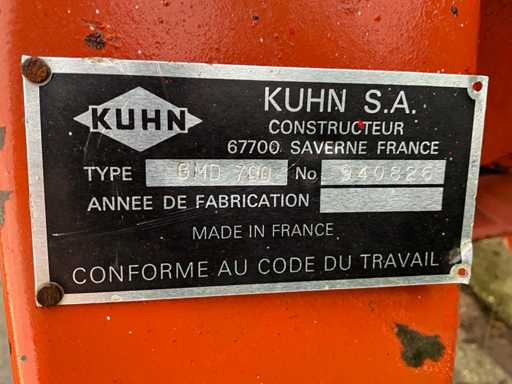 KUHN
KUHN S.A.
CONSTRUCTEUR
67700 SAVERNE FRANCE
TYPE GMD 700 No 940826
ANNEE DE FABRICATION
MADE IN FRANCE
CONFORME AU CODE DU TRAVAIL